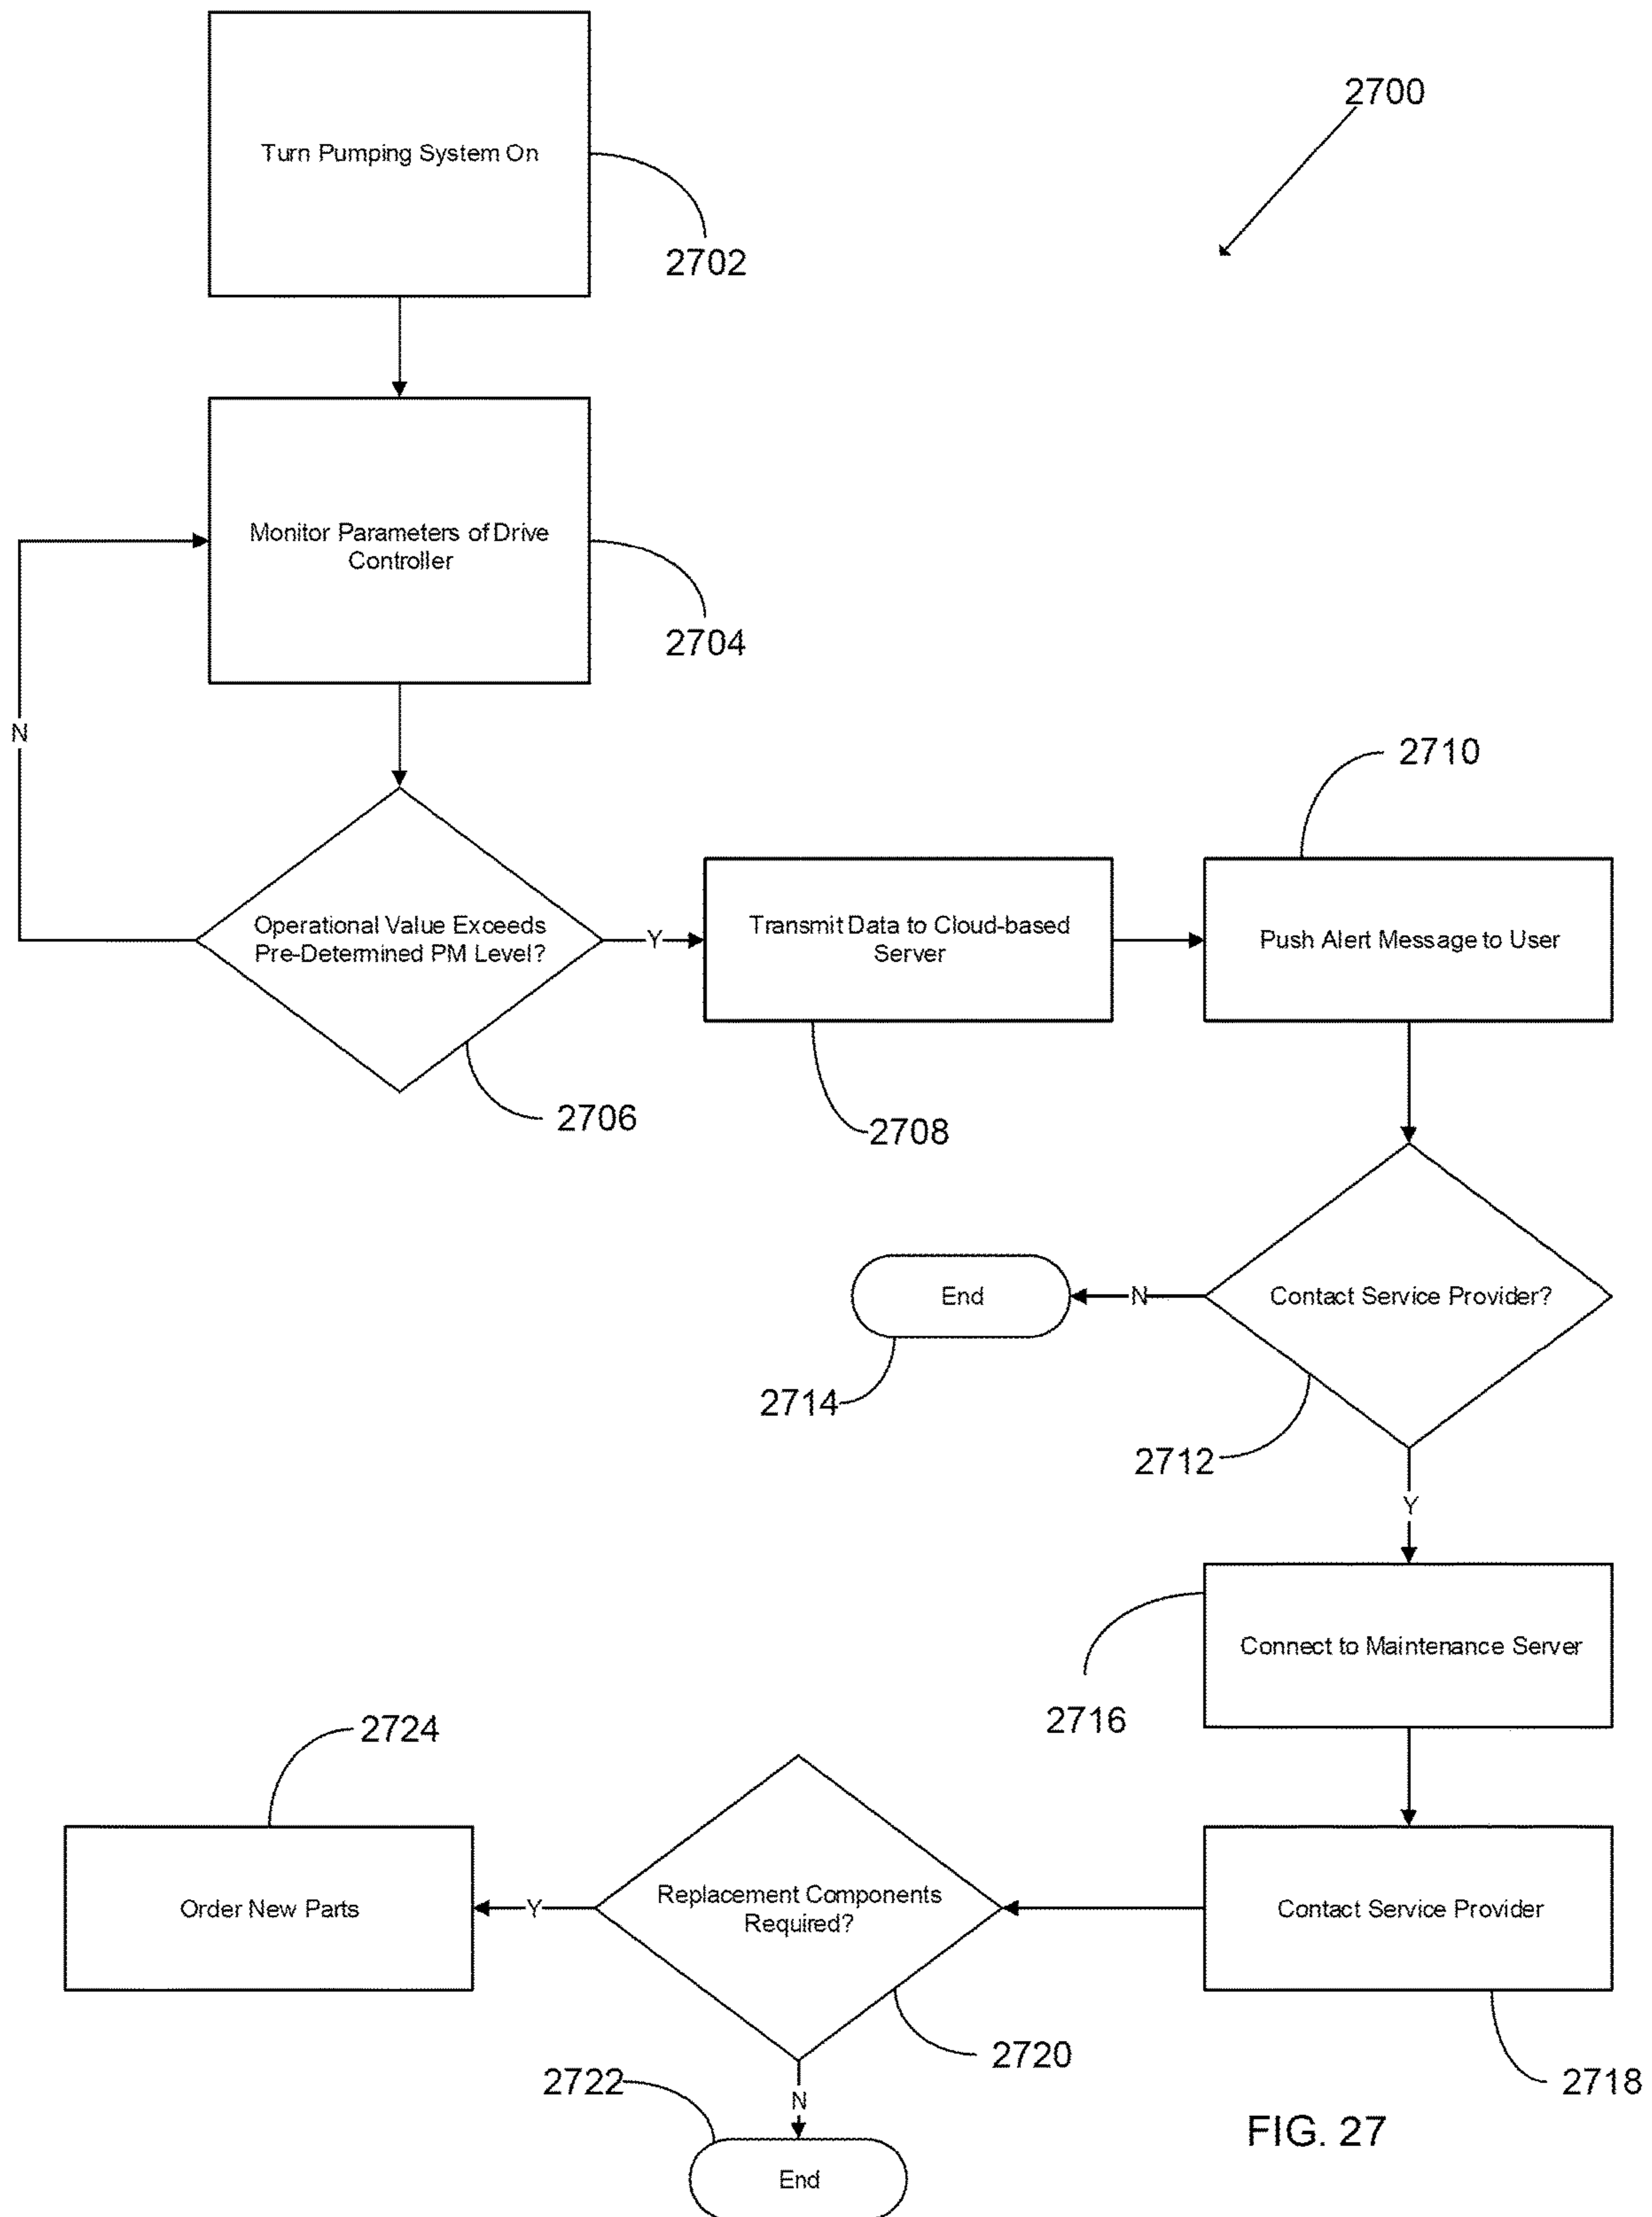 2700
Turn Pumping System On
2702
Monitor Parameters of Drive
Controller
2704
N
2710
Operational Value Exceeds
Pre-Determined PM Level?
Y
Transmit Data to Cloud-based
Server
Push Alert Message to User
2706
2708
End
N
Contact Service Provider?
2714
2712
Y
Connect to Maintenance Server
2716
2724
Order New Parts
Y
Replacement Components
Required?
Contact Service Provider
2720
2718
2722
N
End
FIG. 27